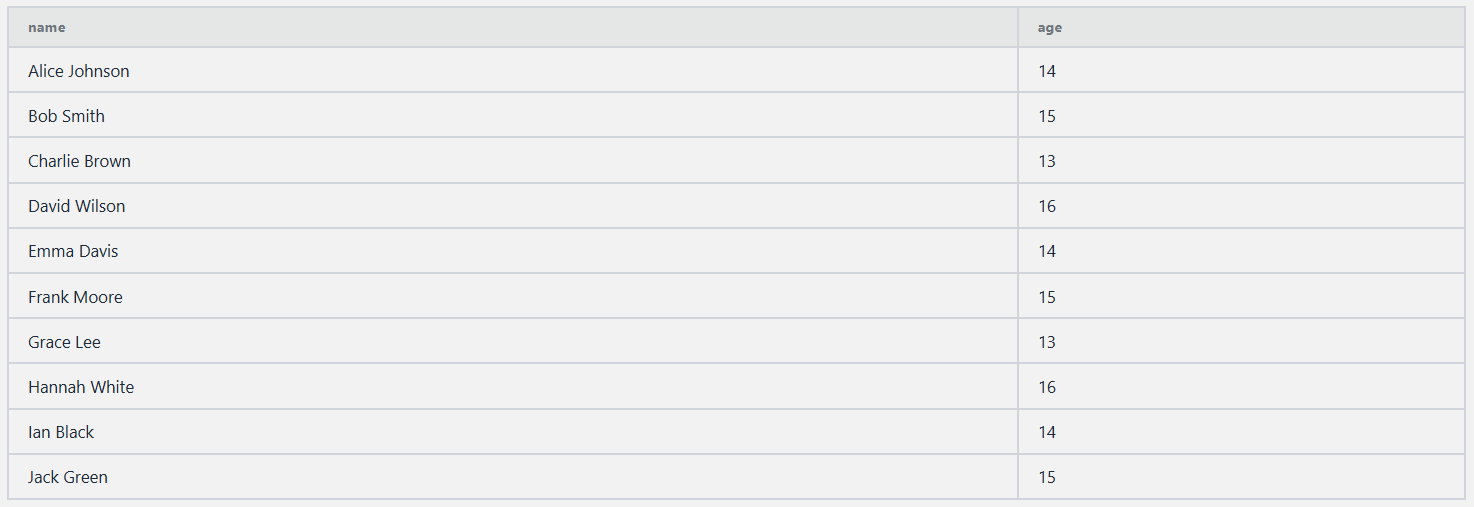 name age
Alice Johnson 14
Bob Smith 15
Charlie Brown 13
David Wilson 16
Emma Davis 14
Frank Moore 15
Grace Lee 13
Hannah White 16
Ian Black 14
Jack Green 15